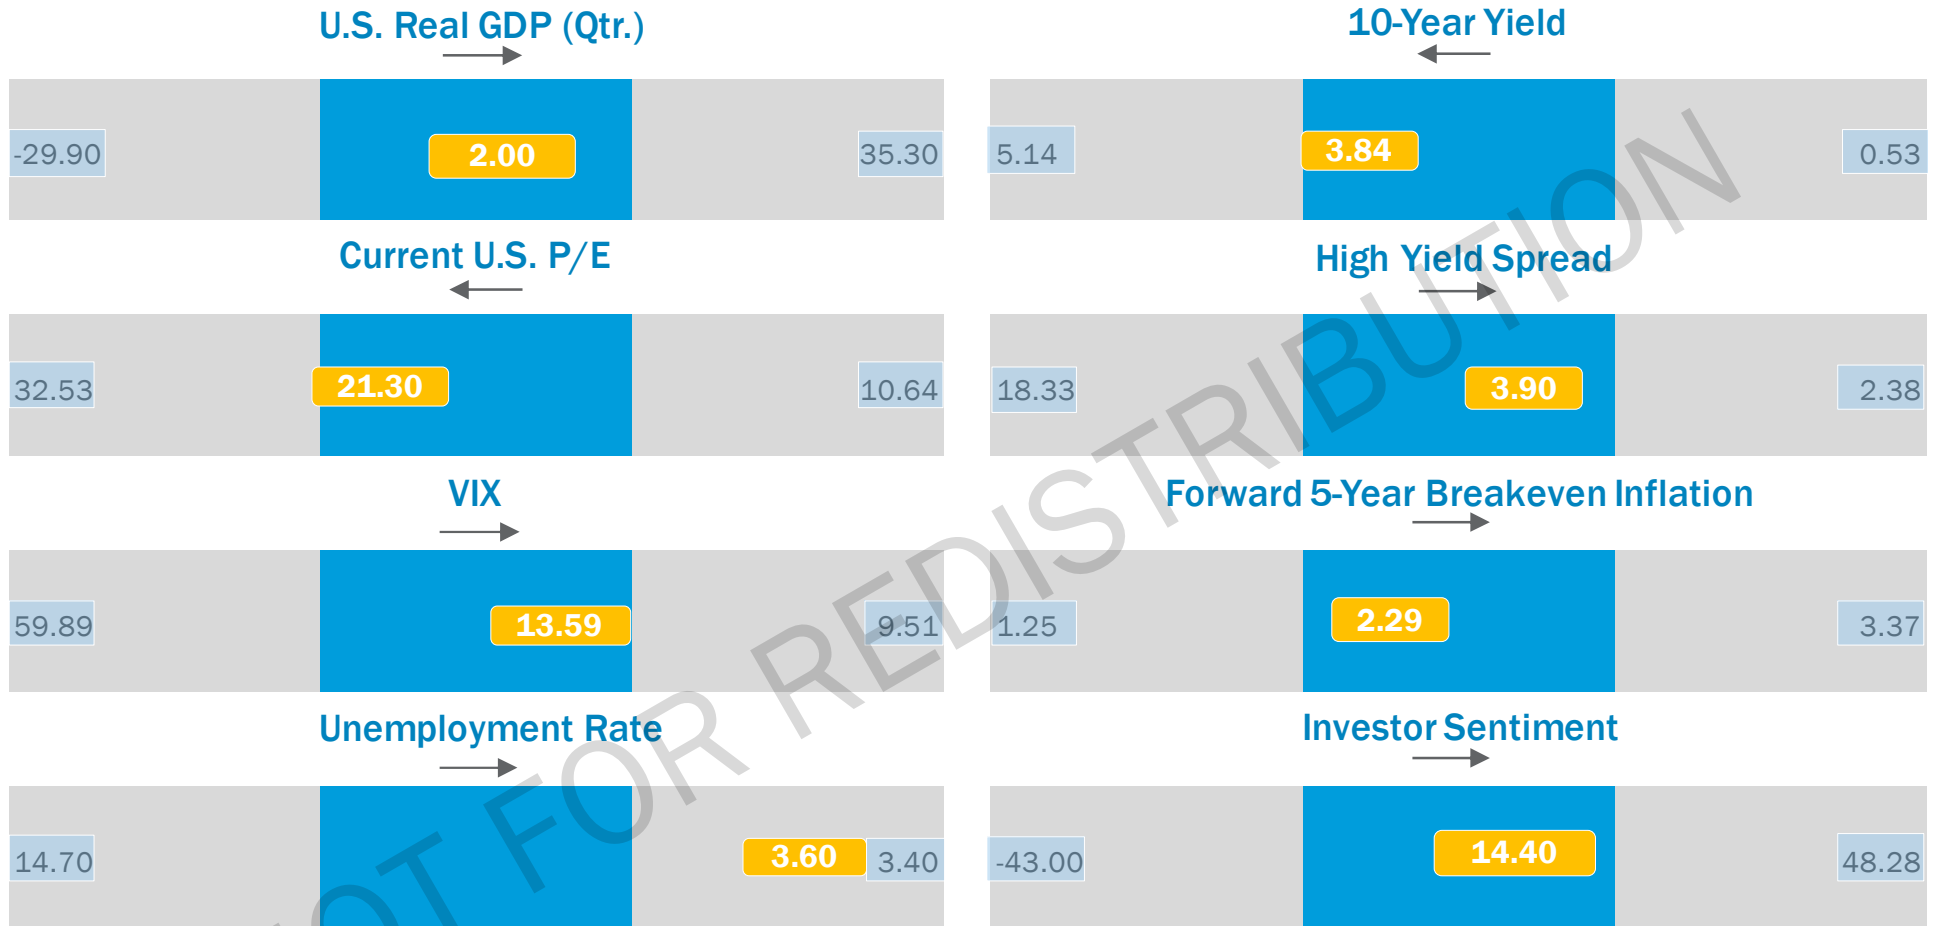 U.S. Real GDP (Qtr.)
-29.90 2.00 35.30
10-Year Yield
5.14 3.84 0.53
Current U.S. P/E
32.53 21.30 10.64
High Yield Spread
18.33 3.90 2.38
VIX
59.89 13.59 9.51
Forward 5-Year Breakeven Inflation
1.25 2.29 3.37
Unemployment Rate
14.70 3.60 3.40
Investor Sentiment
-43.00 14.40 48.28
OT FOR REDISTRIBUTION